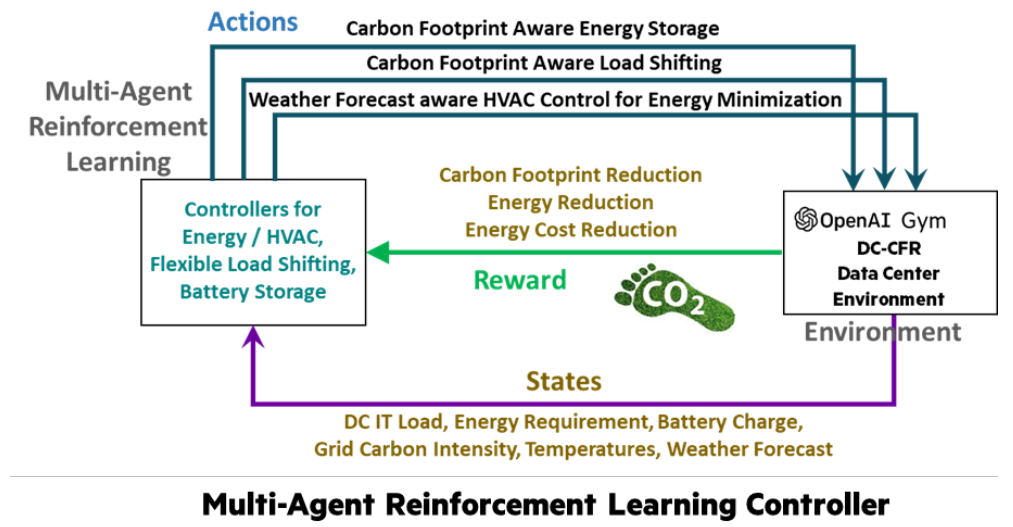 Actions
Carbon Footprint Aware Energy Storage
Carbon Footprint Aware Load Shifting
Weather Forecast aware HVAC Control for Energy Minimization
Multi-Agent
Reinforcement
Learning
Controllers for
Energy / HVAC,
Flexible Load Shifting,
Battery Storage
Carbon Footprint Reduction
Energy Reduction
Energy Cost Reduction
Reward
CO2
OpenAI Gym
DC-CFR
Data Center
Environment
Environment
States
DC IT Load, Energy Requirement, Battery Charge,
Grid Carbon Intensity, Temperatures, Weather Forecast
Multi-Agent Reinforcement Learning Controller